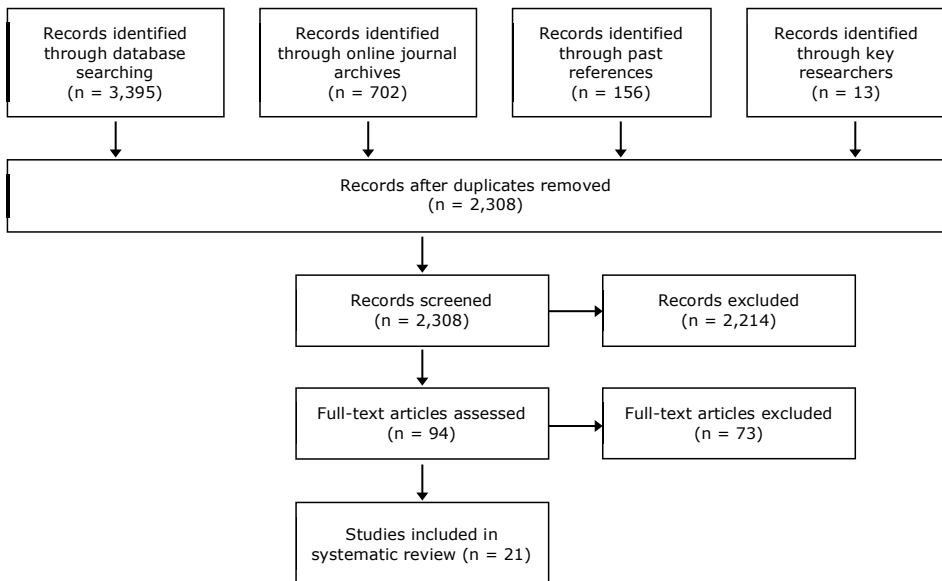 Records identified
through database
searching
(n = 3,395)
Records identified
through online journal
archives
(n = 702)
Records identified
through past
references
(n = 156)
Records identified
through key
researchers
(n = 13)
Records after duplicates removed
(n = 2,308)
Records screened
(n = 2,308)
Records excluded
(n = 2,214)
Full-text articles assessed
(n = 94)
Full-text articles excluded
(n = 73)
Studies included in
systematic review (n = 21)